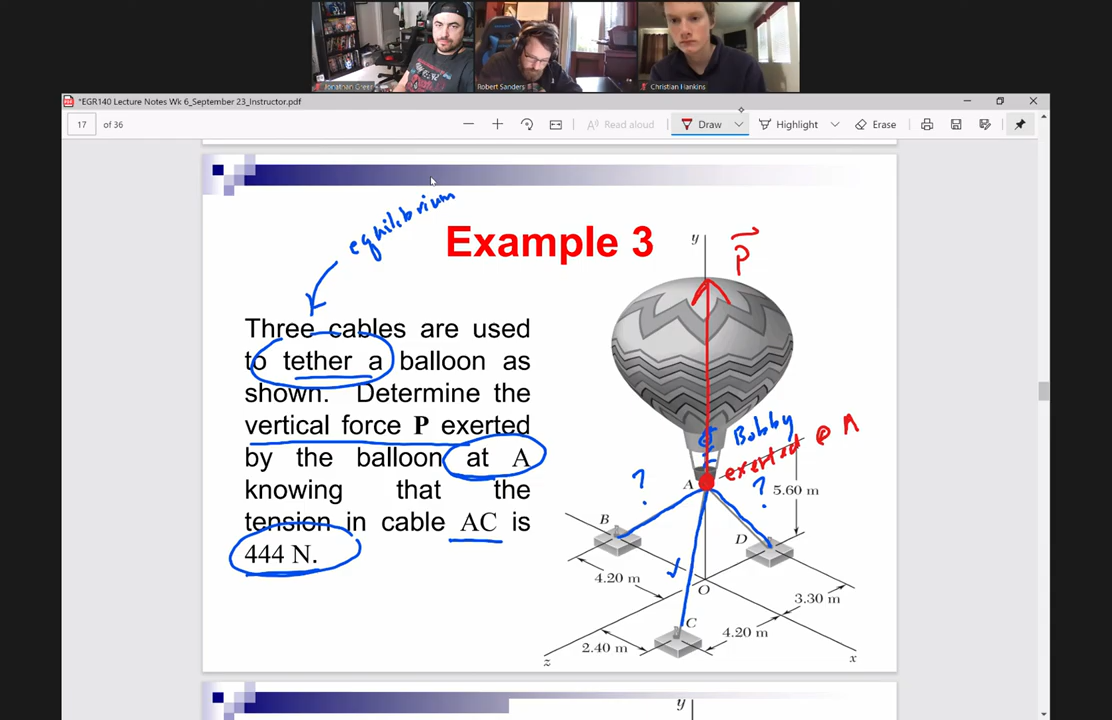 Jonathan Greer
Robert Sanders
Christian Hankins
*EGR140 Lecture Notes Wk 6_September 23_Instructor.pdf
17 of 36
Read aloud
Draw
Highlight
Erase
equilibrium
Example 3
Three cables are used
to tether a balloon as
shown. Determine the
vertical force P exerted
by the balloon at A
knowing that the
tension in cable AC is
444 N.
y
P
Bobby
exerted @ A
A
?
?
5.60 m
B
D
4.20 m
O
3.30 m
C
4.20 m
2.40 m
z
x
y